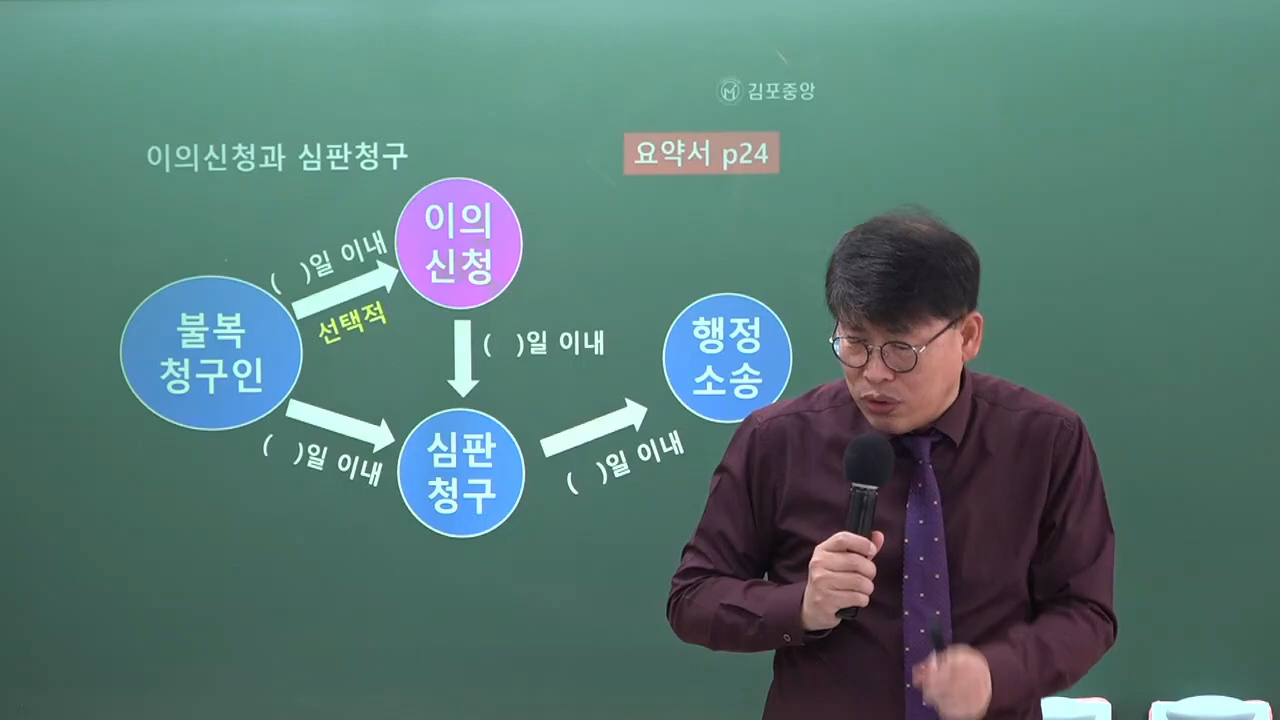 김포중앙
이의신청과 심판청구
요약서 p24
이의
신청
( )일 이내
선택적
불복
청구인
( )일 이내
행정
소송
( )일 이내
심판
청구
( )일 이내